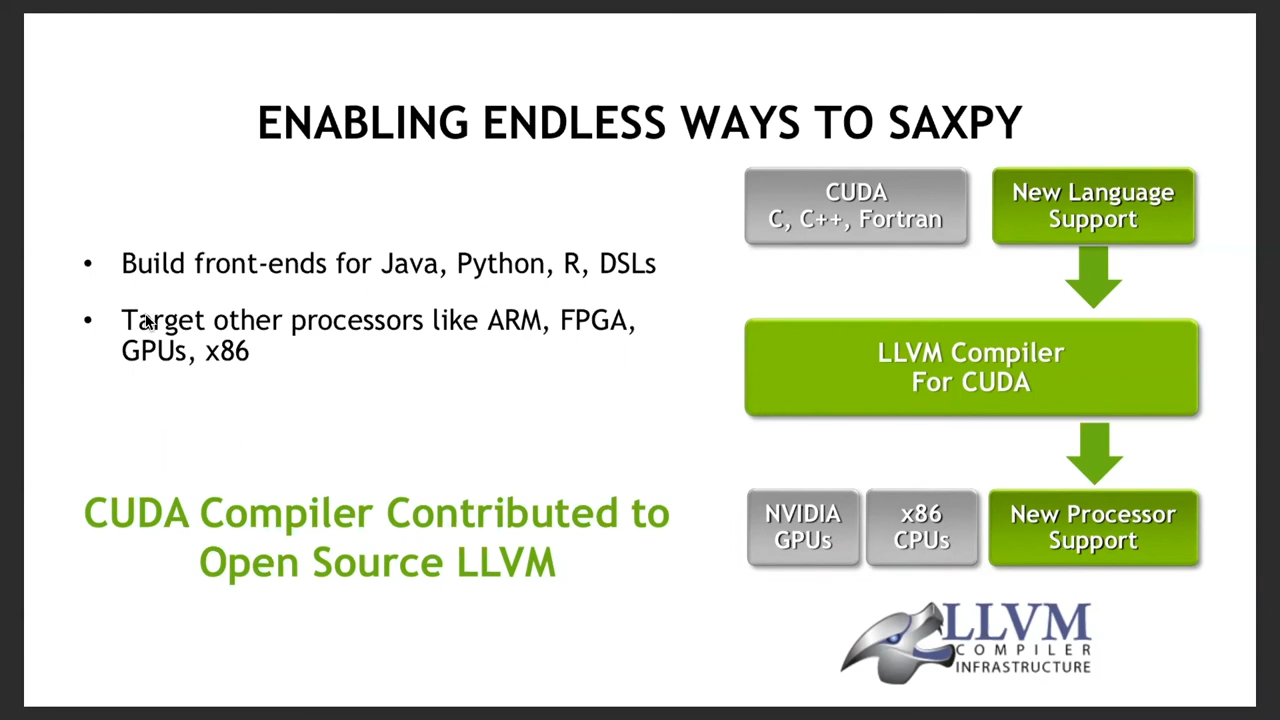 ENABLING ENDLESS WAYS TO SAXPY
• Build front-ends for Java, Python, R, DSLs
• Target other processors like ARM, FPGA,
GPUs, x86
CUDA Compiler Contributed to
Open Source LLVM
CUDA
C, C++, Fortran
New Language
Support
LLVM Compiler
For CUDA
NVIDIA
GPUs
x86
CPUs
New Processor
Support
LLVM
COMPILER
INFRASTRUCTURE